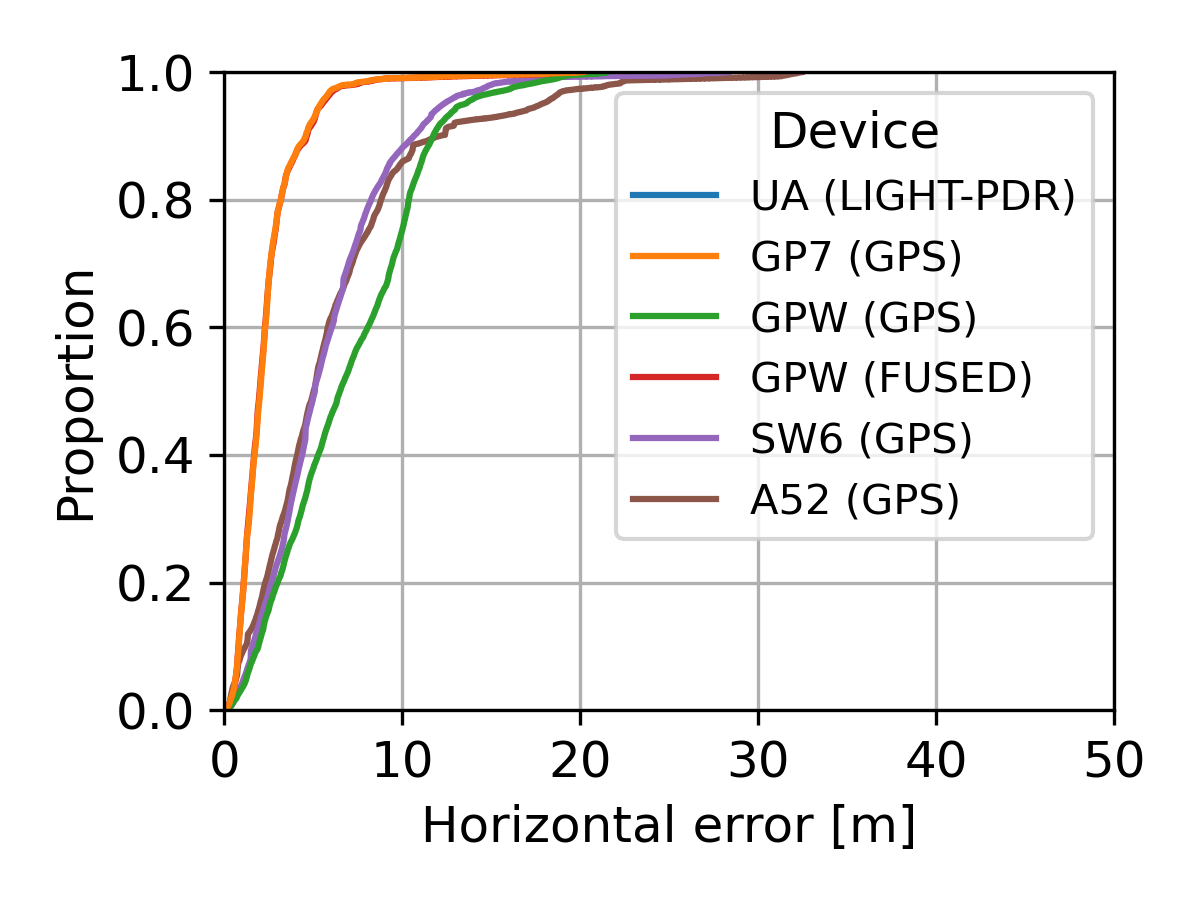 1.0
0.8
0.6
0.4
0.2
0.0
Proportion
0 10 20 30 40 50
Horizontal error [m]
Device
UA (LIGHT-PDR)
GP7 (GPS)
GPW (GPS)
GPW (FUSED)
SW6 (GPS)
A52 (GPS)